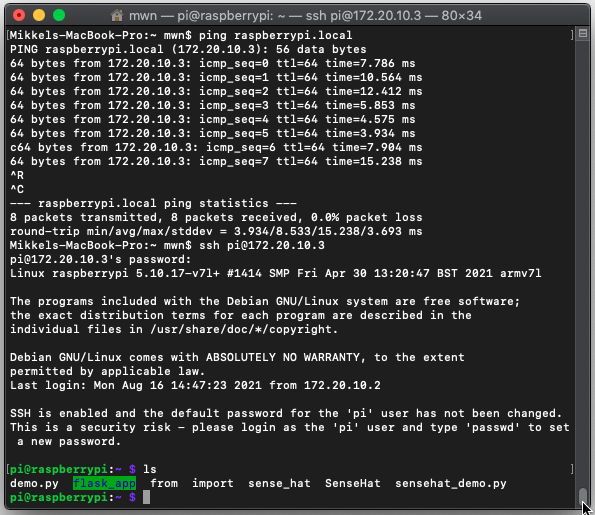 mwn — pi@raspberrypi: ~ — ssh pi@172.20.10.3 — 80×34
[Mikkels-MacBook-Pro:~ mwn$ ping raspberrypi.local ]
PING raspberrypi.local (172.20.10.3): 56 data bytes
64 bytes from 172.20.10.3: icmp_seq=0 ttl=64 time=7.786 ms
64 bytes from 172.20.10.3: icmp_seq=1 ttl=64 time=10.564 ms
64 bytes from 172.20.10.3: icmp_seq=2 ttl=64 time=12.412 ms
64 bytes from 172.20.10.3: icmp_seq=3 ttl=64 time=5.853 ms
64 bytes from 172.20.10.3: icmp_seq=4 ttl=64 time=4.575 ms
64 bytes from 172.20.10.3: icmp_seq=5 ttl=64 time=3.934 ms
c64 bytes from 172.20.10.3: icmp_seq=6 ttl=64 time=7.904 ms
64 bytes from 172.20.10.3: icmp_seq=7 ttl=64 time=15.238 ms
^R
^C
--- raspberrypi.local ping statistics ---
8 packets transmitted, 8 packets received, 0.0% packet loss
round-trip min/avg/max/stddev = 3.934/8.533/15.238/3.693 ms
Mikkels-MacBook-Pro:~ mwn$ ssh pi@172.20.10.3
pi@172.20.10.3's password:
Linux raspberrypi 5.10.17-v7l+ #1414 SMP Fri Apr 30 13:20:47 BST 2021 armv7l
The programs included with the Debian GNU/Linux system are free software;
the exact distribution terms for each program are described in the
individual files in /usr/share/doc/*/copyright.
Debian GNU/Linux comes with ABSOLUTELY NO WARRANTY, to the extent
permitted by applicable law.
Last login: Mon Aug 16 14:47:23 2021 from 172.20.10.2
SSH is enabled and the default password for the 'pi' user has not been changed.
This is a security risk - please login as the 'pi' user and type 'passwd' to set
a new password.
[pi@raspberrypi:~ $ ls ]
demo.py flask_app from import sense_hat SenseHat sensehat_demo.py
pi@raspberrypi:~ $